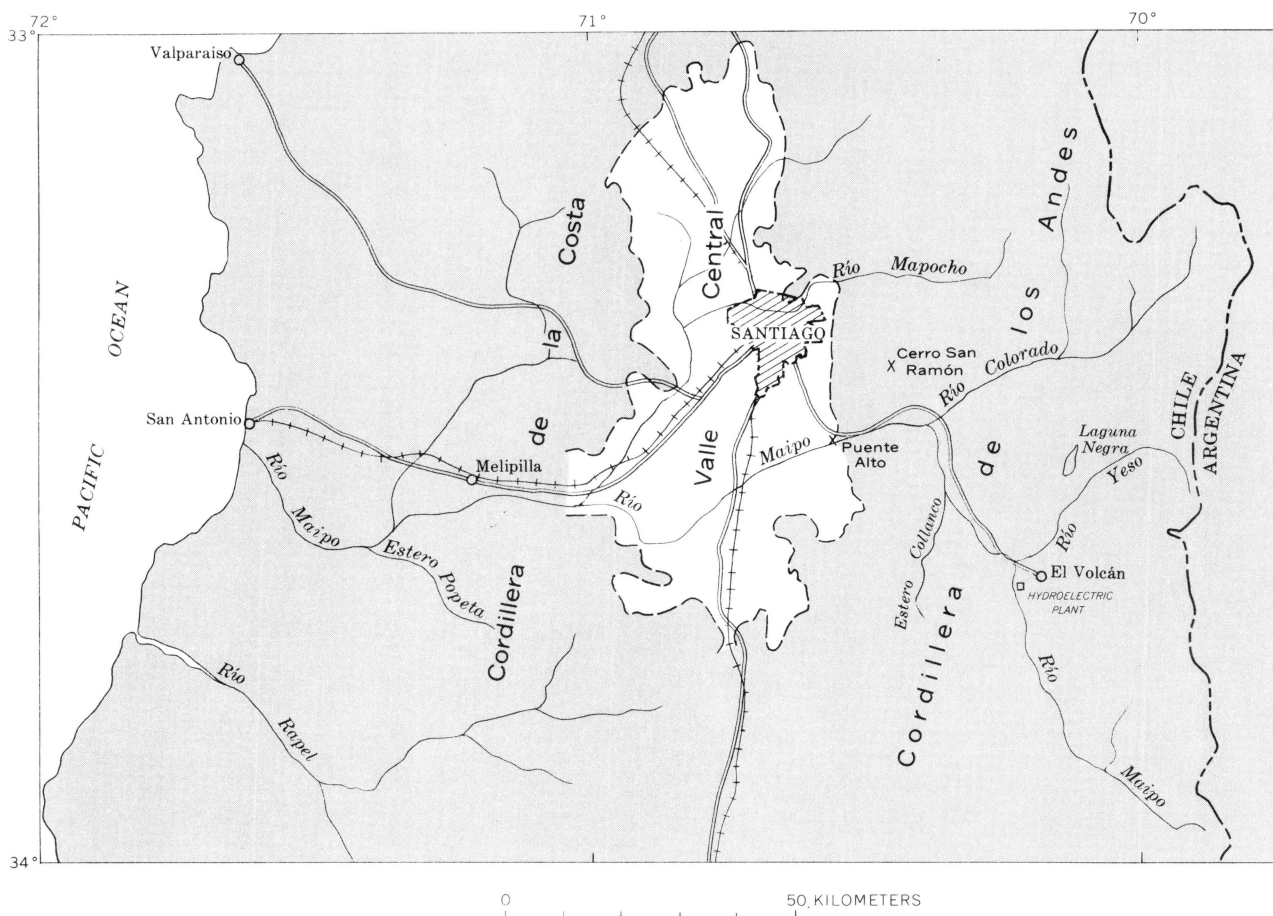 72°
71°
70°
33°
Valparaiso
Costa
la
de
Cordillera
Central
Valle
Río Mapocho
SANTIAGO
Cerro San
Ramón
Río Colorado
Andes
los
de
Cordillera
PACIFIC OCEAN
San Antonio
Melipilla
Río Maipo
Puente
Alto
Laguna
Negra
CHILE
ARGENTINA
Río Yeso
Río Maipo
Estero Popeta
Estero Collanco
El Volcán
HYDROELECTRIC
PLANT
Río Rapel
Río Maipo
34°
0 50 KILOMETERS